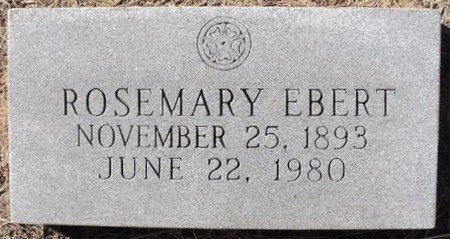 ROSEMARY EBERT
NOVEMBER 25, 1893
JUNE 22, 1980